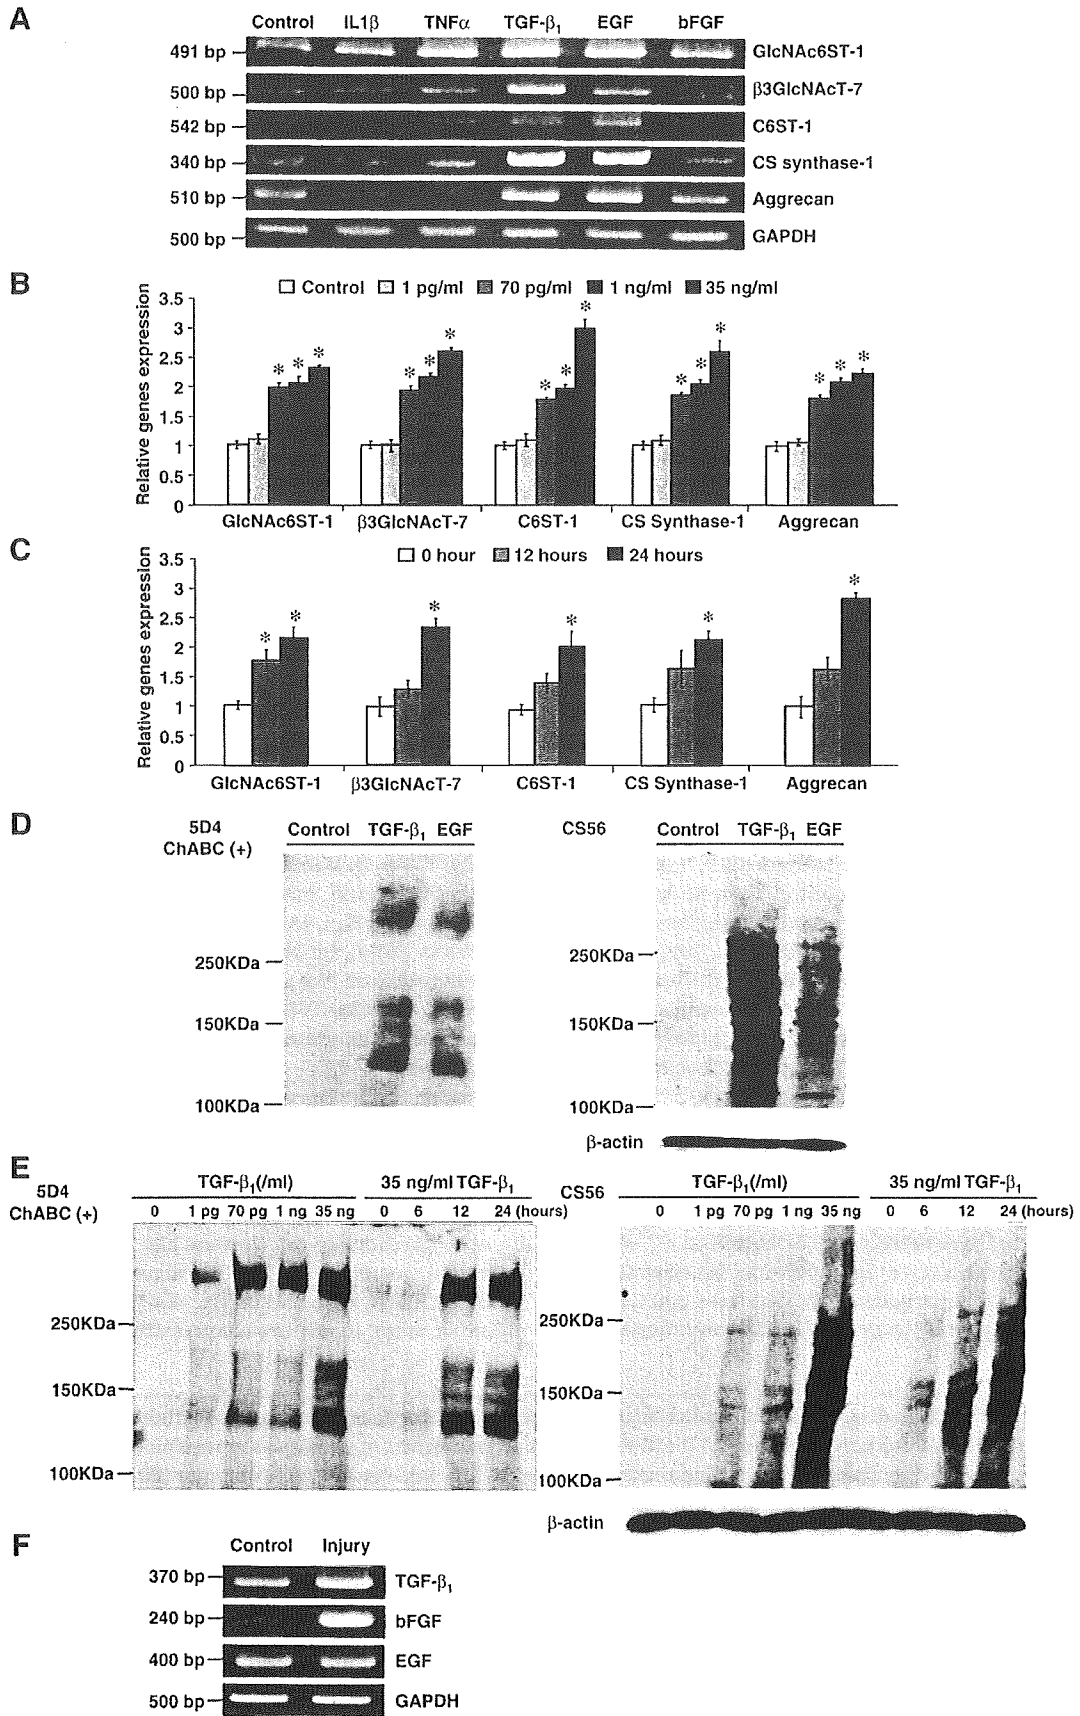 A
Control IL1β TNFα TGF-β1 EGF bFGF
491 bp GlcNAc6ST-1
500 bp β3GlcNAcT-7
542 bp C6ST-1
340 bp CS synthase-1
510 bp Aggrecan
500 bp GAPDH
B
Control 1 pg/ml 70 pg/ml 1 ng/ml 35 ng/ml
Relative genes expression
3.5
3
2.5
2
1.5
1
0.5
0
* * * * * * * * * * * * * * *
GlcNAc6ST-1 β3GlcNAcT-7 C6ST-1 CS Synthase-1 Aggrecan
C
0 hour 12 hours 24 hours
Relative genes expression
3.5
3
2.5
2
1.5
1
0.5
0
* * * * * *
GlcNAc6ST-1 β3GlcNAcT-7 C6ST-1 CS Synthase-1 Aggrecan
D
5D4
ChABC (+)
Control TGF-β1 EGF
250KDa
150KDa
100KDa
CS56
Control TGF-β1 EGF
250KDa
150KDa
100KDa
β-actin
E
5D4
ChABC (+)
TGF-β1(/ml) 35 ng/ml TGF-β1
0 1 pg 70 pg 1 ng 35 ng 0 6 12 24 (hours)
250KDa
150KDa
100KDa
CS56
TGF-β1(/ml) 35 ng/ml TGF-β1
0 1 pg 70 pg 1 ng 35 ng 0 6 12 24 (hours)
250KDa
150KDa
100KDa
β-actin
F
Control Injury
370 bp TGF-β1
240 bp bFGF
400 bp EGF
500 bp GAPDH